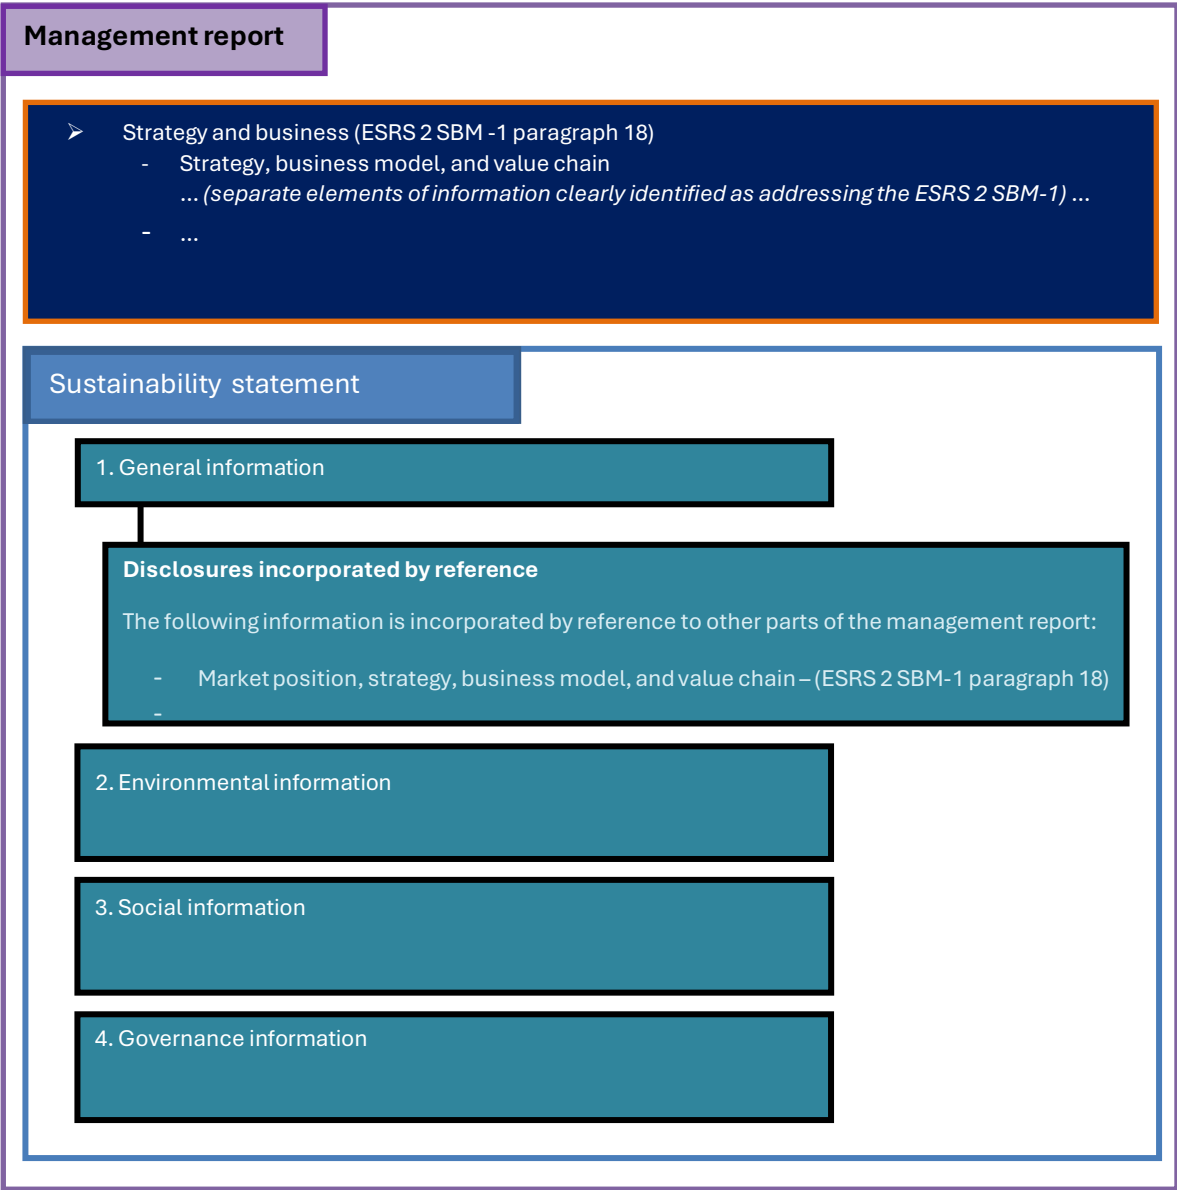 Management report
➢ Strategy and business (ESRS 2 SBM -1 paragraph 18)
- Strategy, business model, and value chain
... (separate elements of information clearly identified as addressing the ESRS 2 SBM-1) ...
- ...
Sustainability statement
1. General information
Disclosures incorporated by reference
The following information is incorporated by reference to other parts of the management report:
- Market position, strategy, business model, and value chain – (ESRS 2 SBM-1 paragraph 18)
-
2. Environmental information
3. Social information
4. Governance information